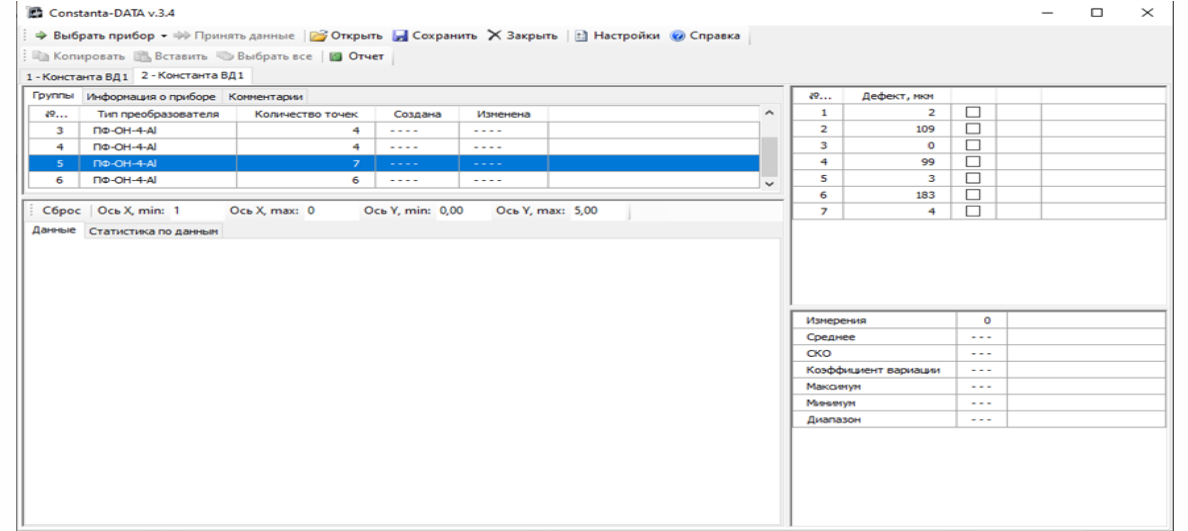 Constanta-DATA v.3.4
Выбрать прибор Принять данные Открыть Сохранить Закрыть Настройки Справка
Копировать Вставить Выбрать все Отчет
1 - Константа ВД1 2 - Константа ВД1
Группы Информация о приборе Комментарии
№... Тип преобразователя Количество точек Создана Изменена
3 ПФ-ОН-4-Al 4 - - - - - - - -
4 ПФ-ОН-4-Al 4 - - - - - - - -
5 ПФ-ОН-4-Al 7 - - - - - - - -
6 ПФ-ОН-4-Al 6 - - - - - - - -
Сброс Ось X, min: 1 Ось X, max: 0 Ось Y, min: 0,00 Ось Y, max: 5,00
Данные Статистика по данным
№... Дефект, мкм
1 2
2 109
3 0
4 99
5 3
6 183
7 4
Измерения 0
Среднее - - -
СКО - - -
Коэффициент вариации - - -
Максимум - - -
Минимум - - -
Диапазон - - -